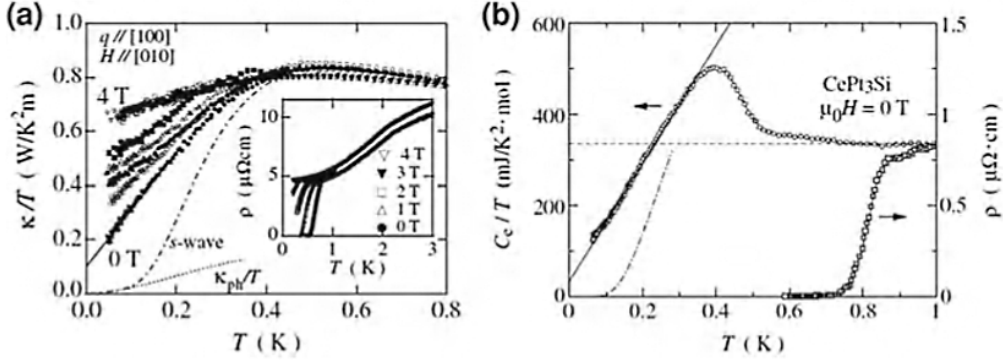 (a)
1.0
0.8
0.6
0.4
0.2
0.0
κ/T (W/K²m)
q // [100]
H // [010]
4 T
0 T
s-wave
κph/T
0.0 0.2 0.4 0.6 0.8
T ( K )
10
5
0
ρ ( μΩcm )
▽ 4 T
▼ 3 T
□ 2 T
△ 1 T
● 0 T
0 1 2 3
T ( K )
(b)
600
500
400
300
200
100
0
Ce / T (mJ/K²·mol)
CePt3Si
μ0H = 0 T
1.5
1
0.5
0
ρ ( μΩ·cm )
0 0.2 0.4 0.6 0.8 1
T ( K )